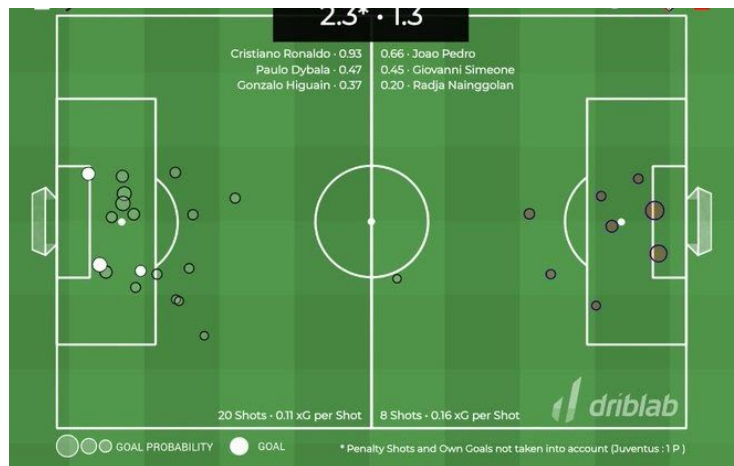 2.3* · 1.3
Cristiano Ronaldo · 0.93
Paulo Dybala · 0.47
Gonzalo Higuain · 0.37
0.66 · Joao Pedro
0.45 · Giovanni Simeone
0.20 · Radja Nainggolan
20 Shots · 0.11 xG per Shot
8 Shots · 0.16 xG per Shot
driblab
GOAL PROBABILITY
GOAL
* Penalty Shots and Own Goals not taken into account (Juventus : 1 P )